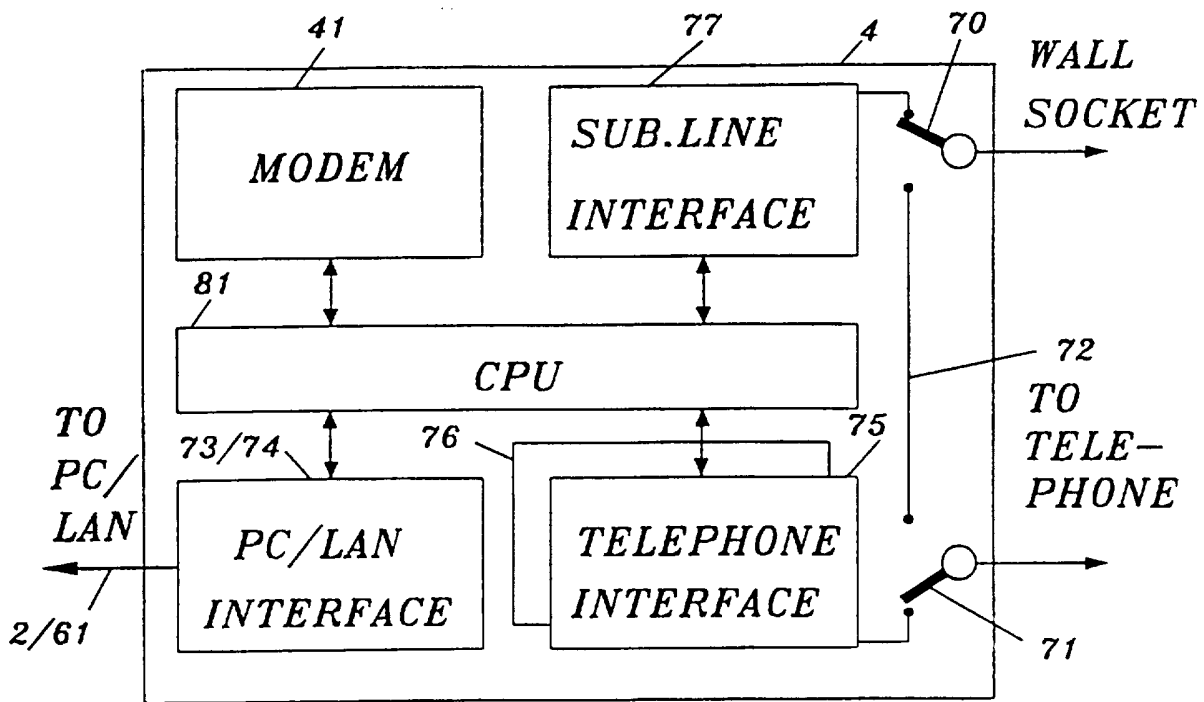 41
77
4
70
WALL
SOCKET
MODEM
SUB.LINE
INTERFACE
81
CPU
72
TO
PC/
LAN
73/74
76
75
TO
TELE-
PHONE
PC/LAN
INTERFACE
TELEPHONE
INTERFACE
2/61
71